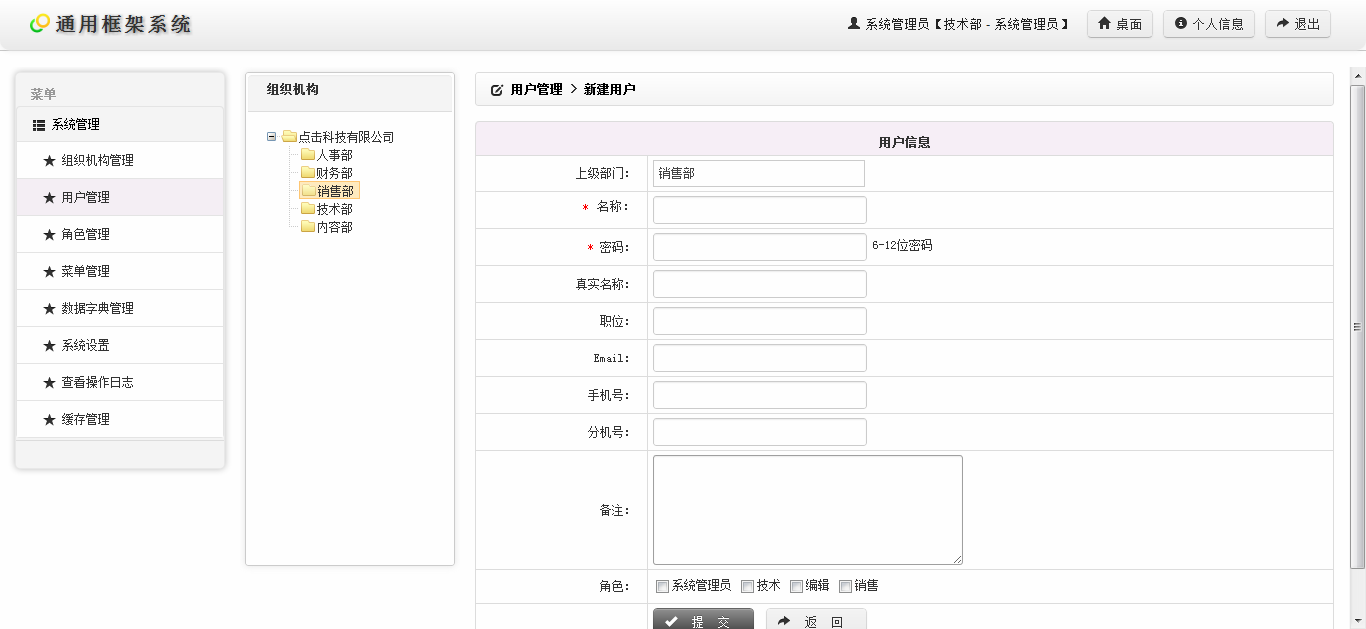 通用框架系统
系统管理员【技术部 - 系统管理员】 桌面 个人信息 退出
菜单
系统管理
组织机构管理
用户管理
角色管理
菜单管理
数据字典管理
系统设置
查看操作日志
缓存管理
组织机构
点击科技有限公司
人事部
财务部
销售部
技术部
内容部
用户管理 > 新建用户
用户信息
上级部门: 销售部
* 名称:
* 密码: 6-12位密码
真实名称:
职位:
Email:
手机号:
分机号:
备注:
角色: 系统管理员 技术 编辑 销售
提 交 返 回